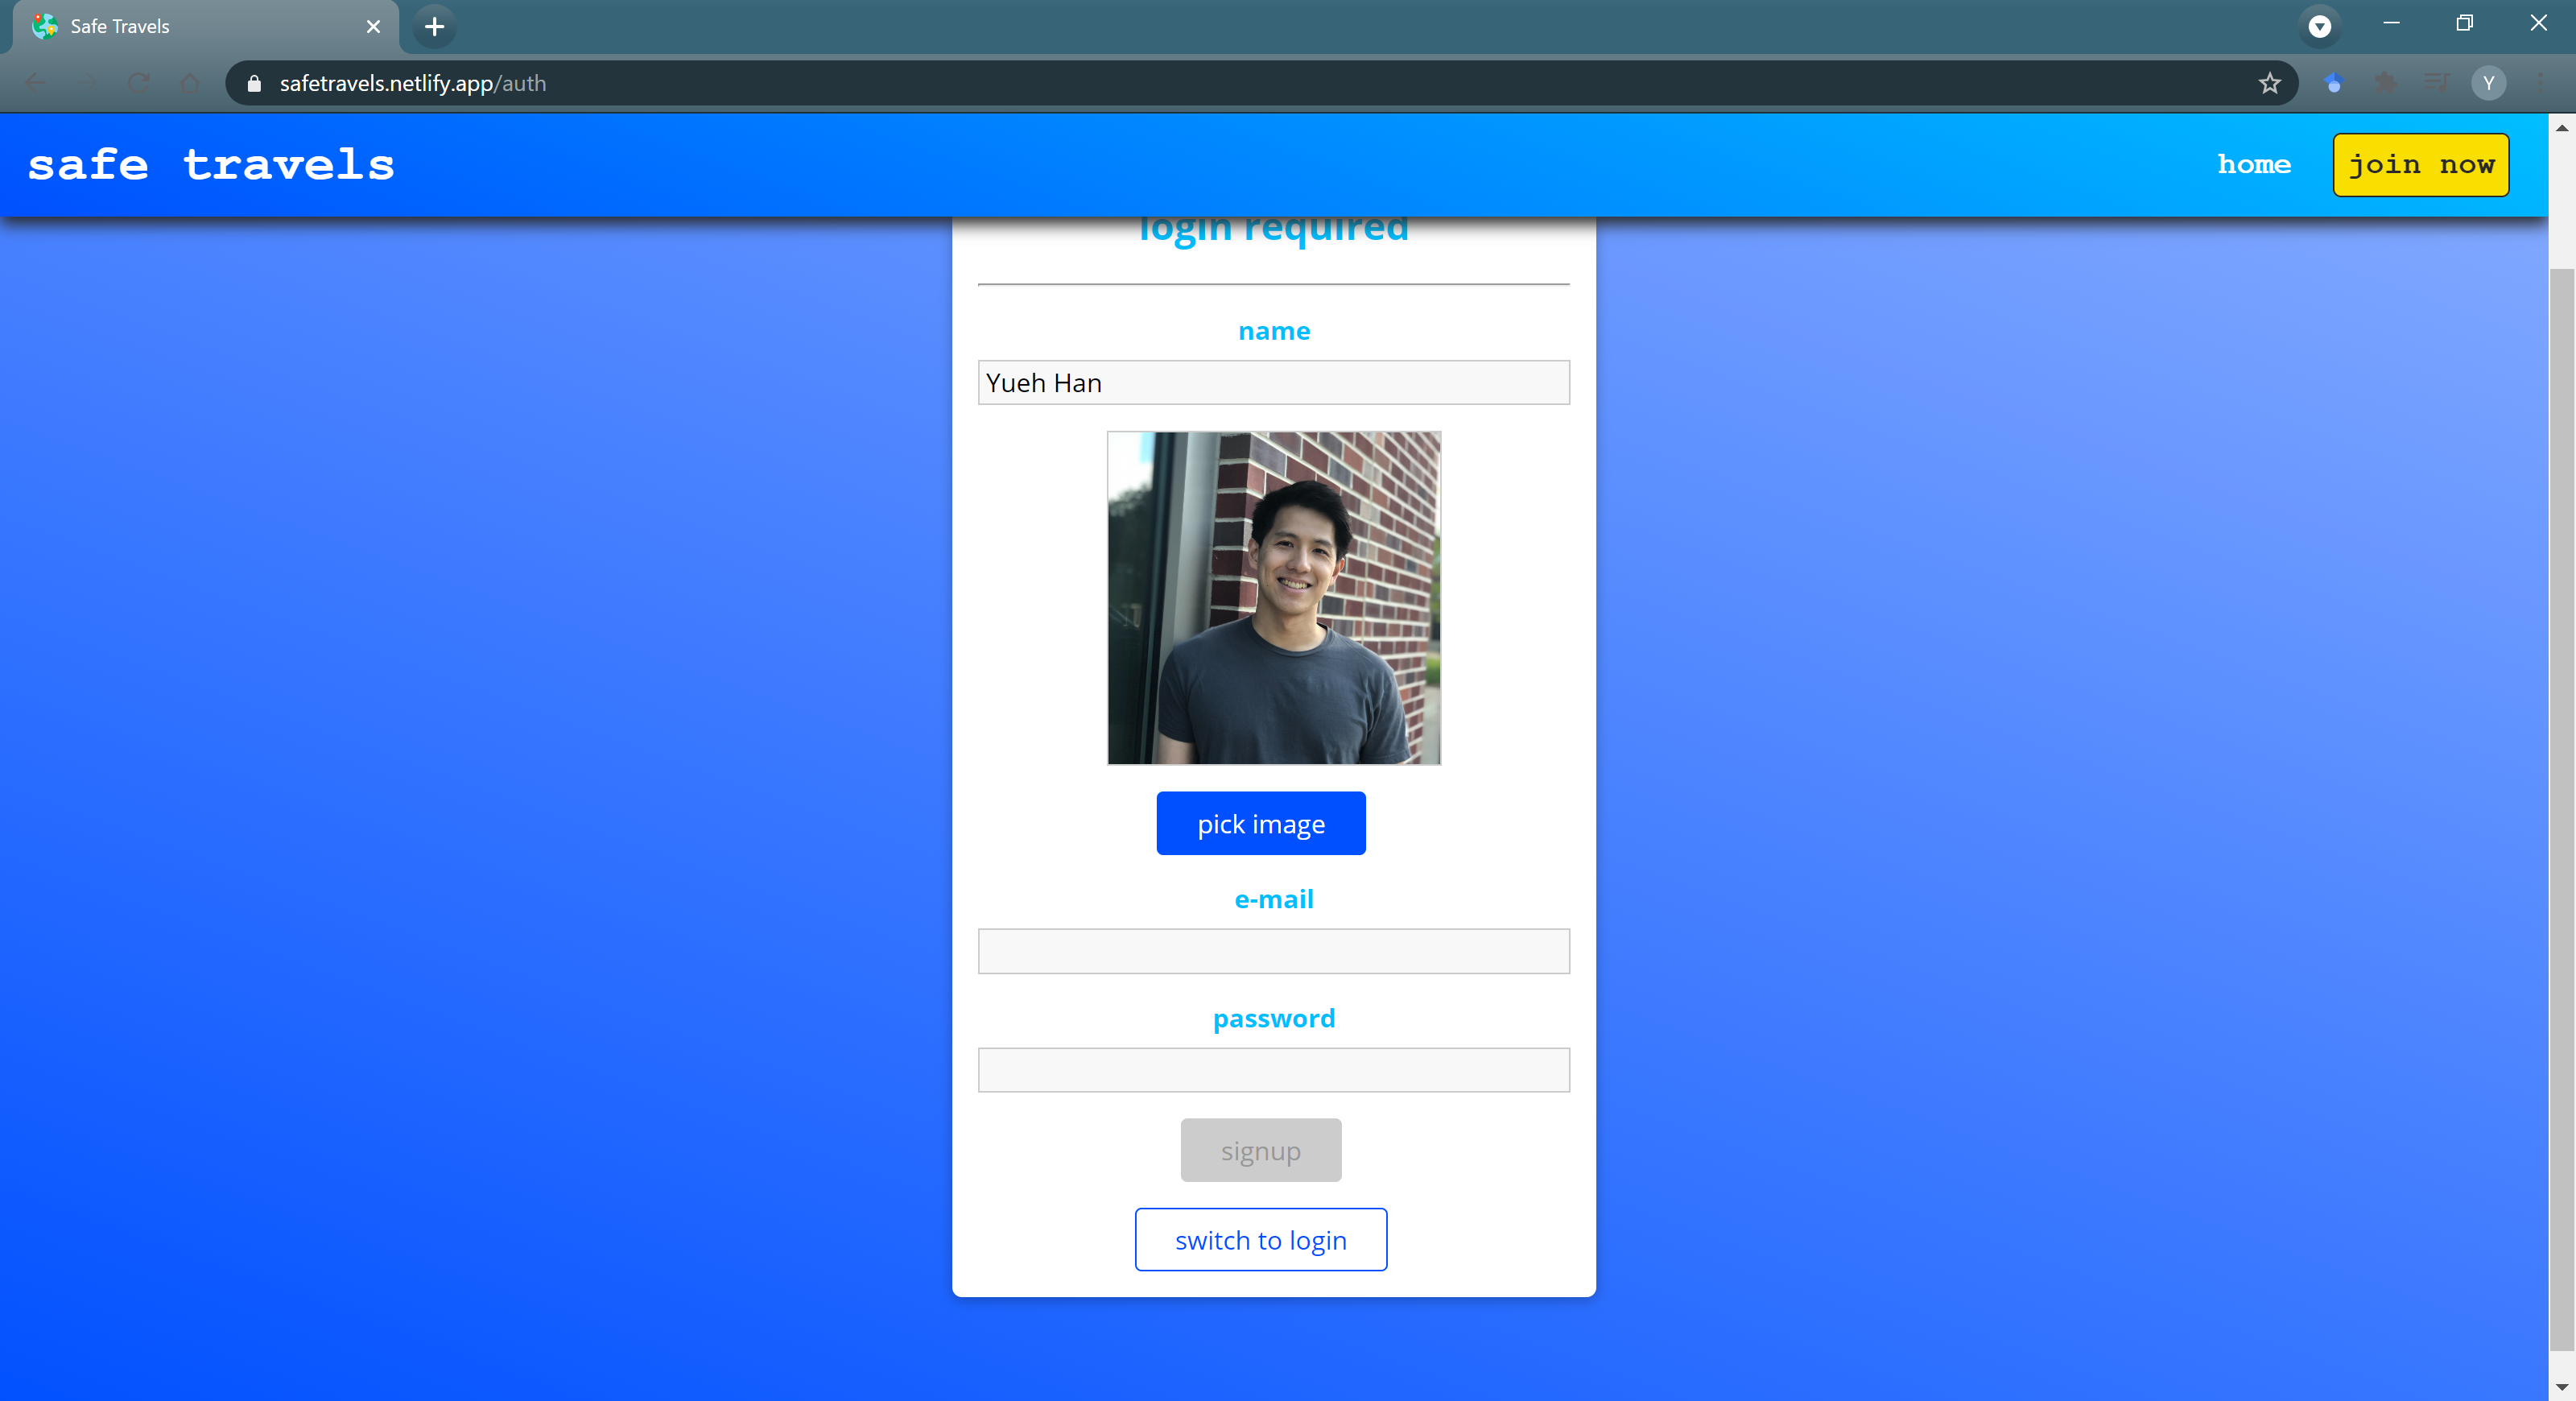 Safe Travels
safetravels.netlify.app/auth
Y
safe travels
home
join now
login required
name
Yueh Han
pick image
e-mail
password
signup
switch to login